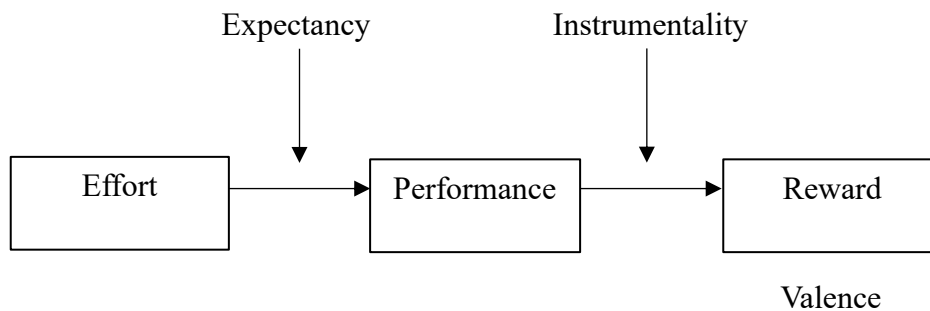 Expectancy
Instrumentality
Effort
Performance
Reward
Valence